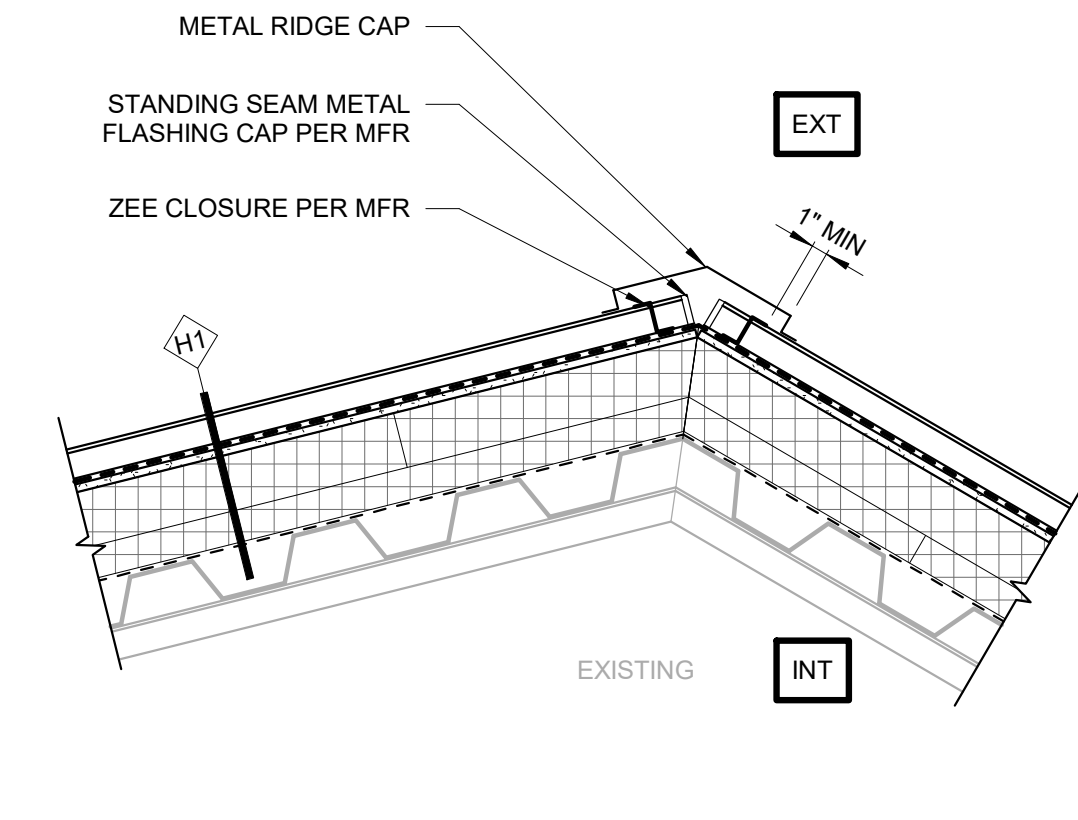 METAL RIDGE CAP
STANDING SEAM METAL
FLASHING CAP PER MFR
EXT
ZEE CLOSURE PER MFR
1" MIN
H1
EXISTING
INT